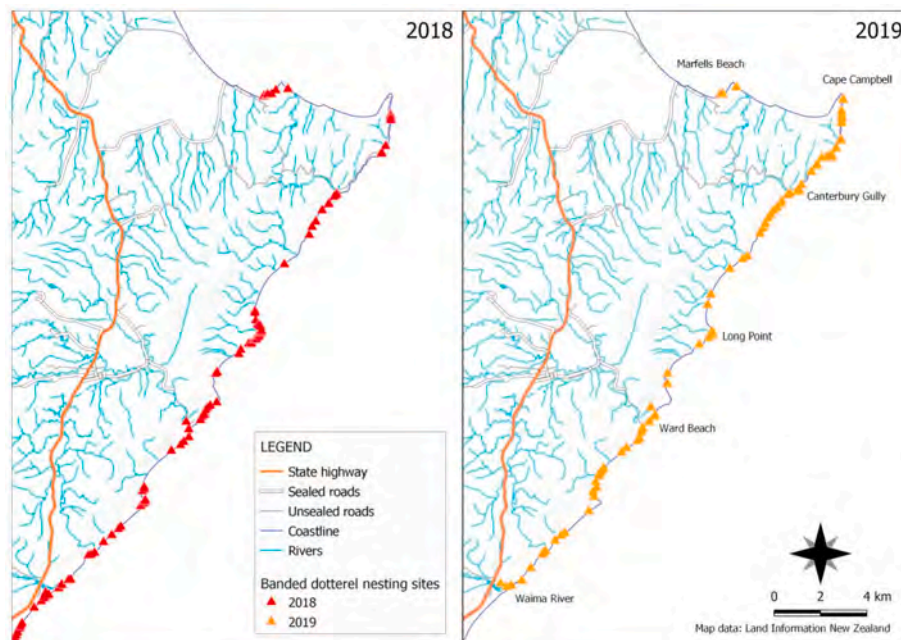 2018
2019
Marfells Beach
Cape Campbell
Canterbury Gully
Long Point
Ward Beach
Waima River
LEGEND
State highway
Sealed roads
Unsealed roads
Coastline
Rivers
Banded dotterel nesting sites
2018
2019
0 2 4 km
Map data: Land Information New Zealand